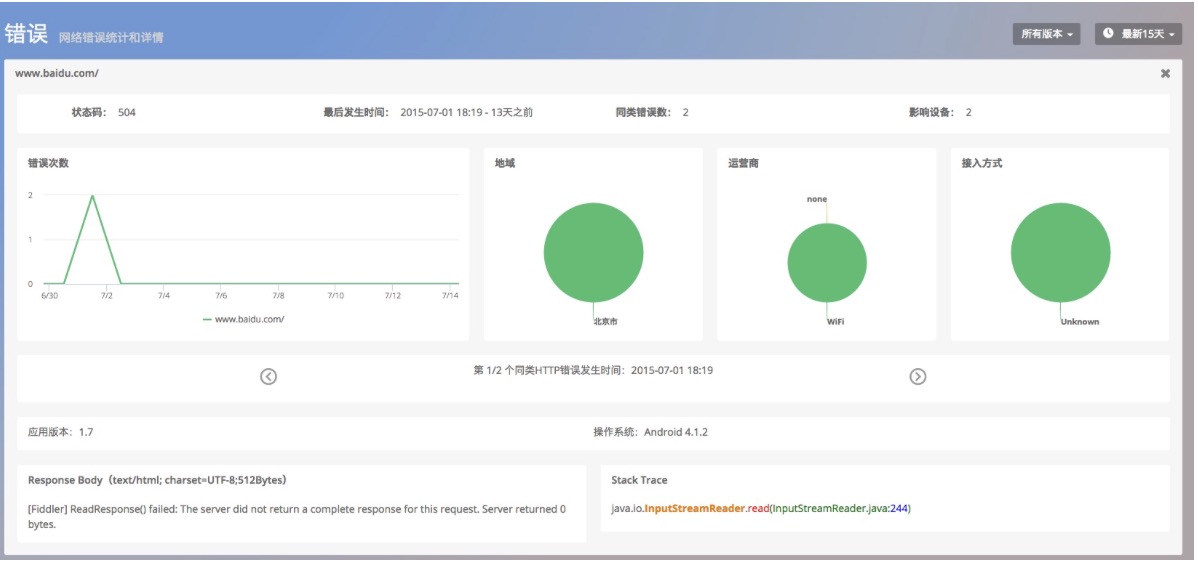 错误 网络错误统计和详情
所有版本 最新15天
www.baidu.com/
状态码： 504 最后发生时间： 2015-07-01 18:19 - 13天之前 同类错误数： 2 影响设备： 2
错误次数
2
1
0
6/30 7/2 7/4 7/6 7/8 7/10 7/12 7/14
www.baidu.com/
地域
北京市
运营商
none
WiFi
接入方式
Unknown
第 1/2 个同类HTTP错误发生时间：2015-07-01 18:19
应用版本：1.7 操作系统：Android 4.1.2
Response Body（text/html; charset=UTF-8;512Bytes）
[Fiddler] ReadResponse() failed: The server did not return a complete response for this request. Server returned 0
bytes.
Stack Trace
java.io.InputStreamReader.read(InputStreamReader.java:244)